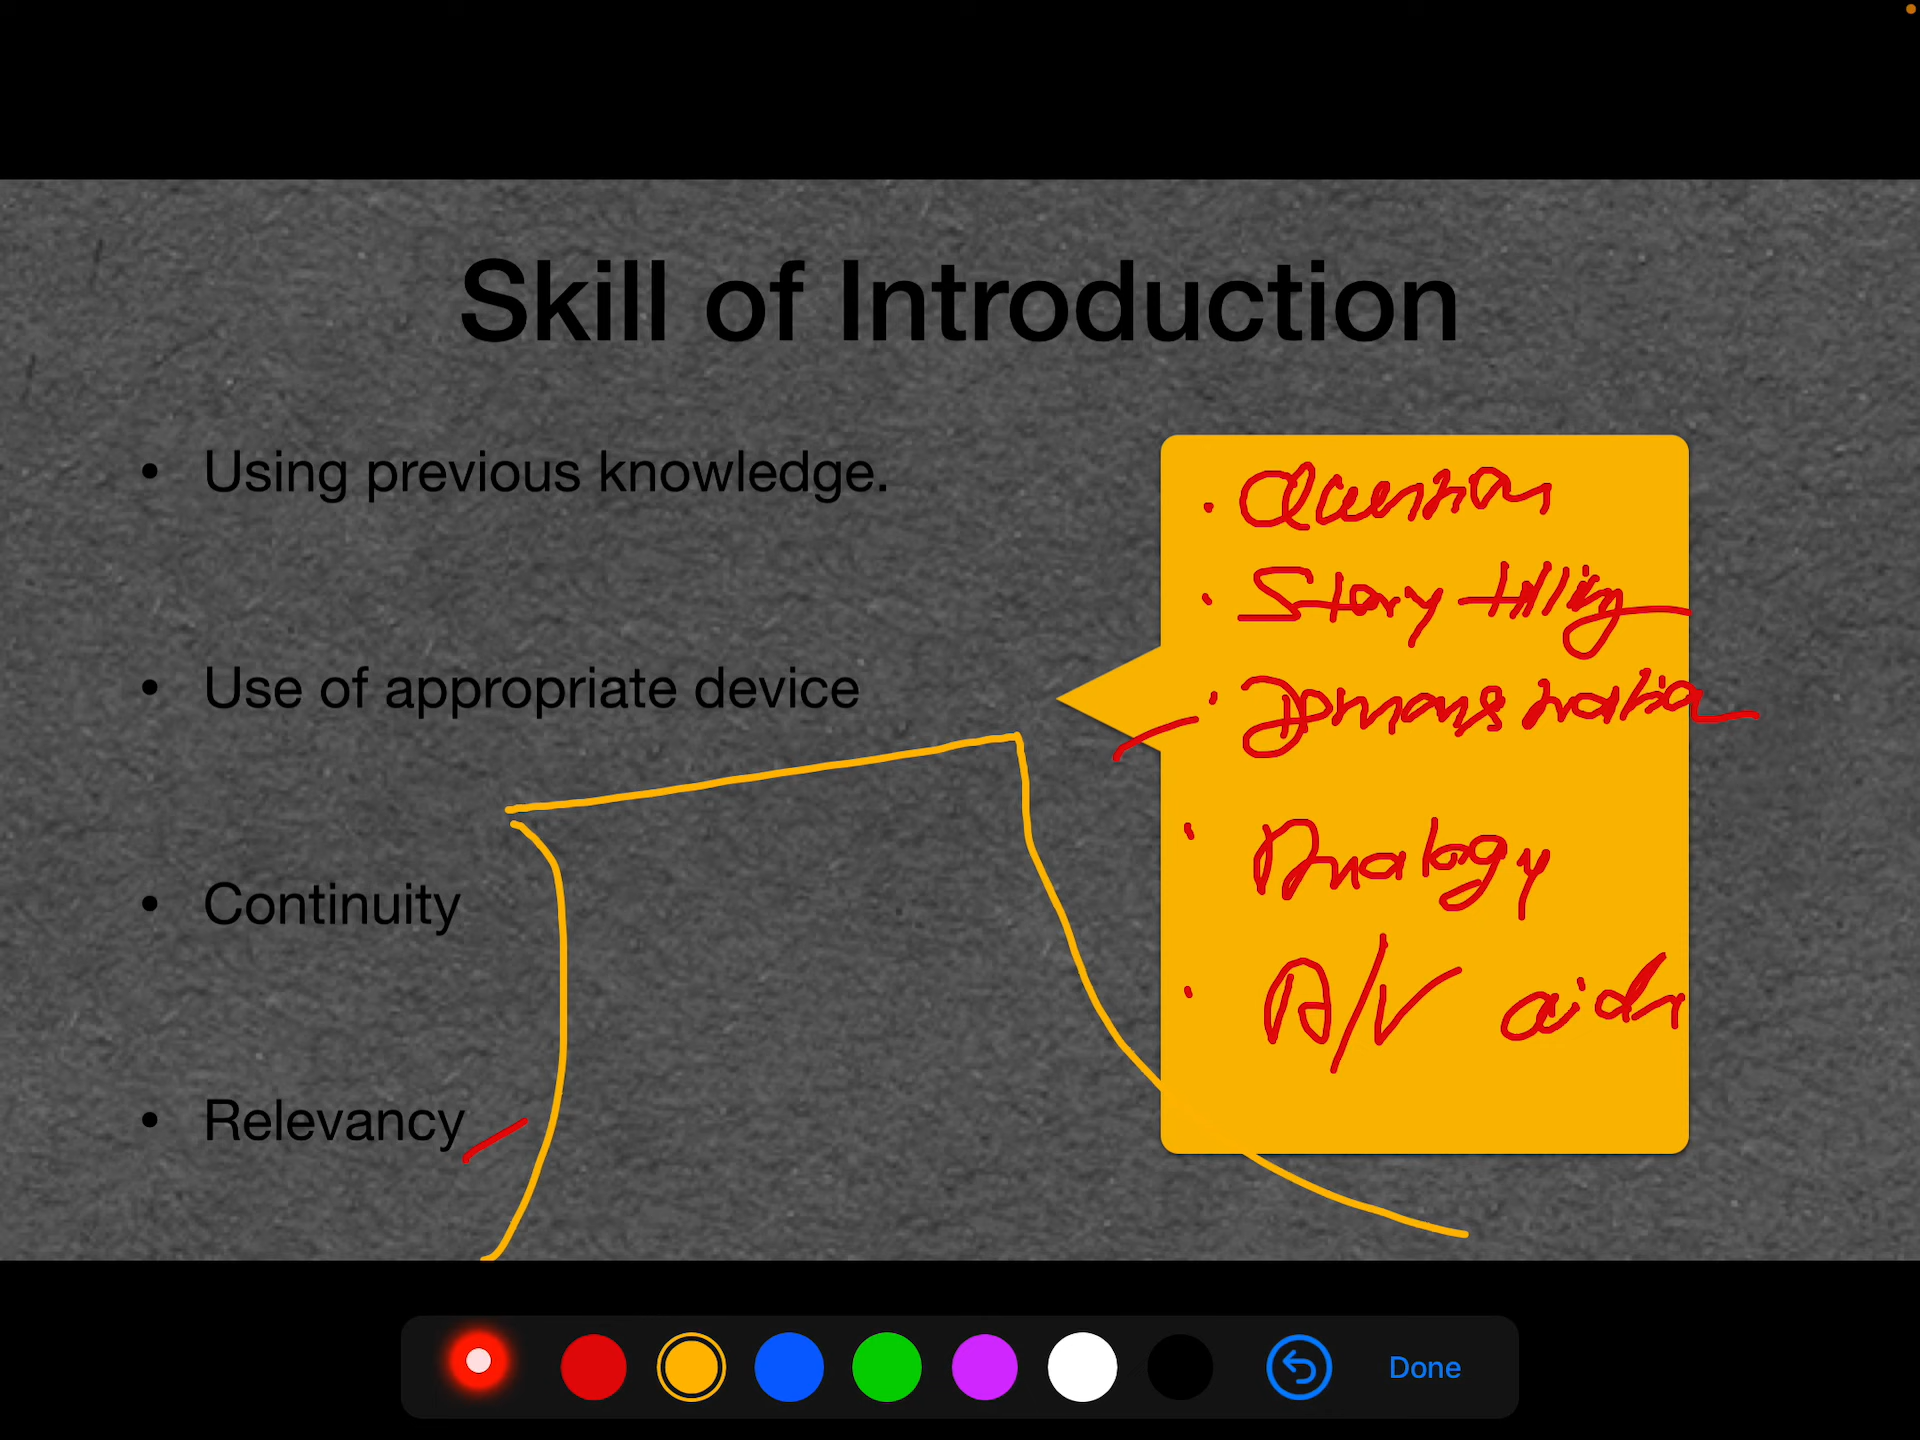 Skill of Introduction
• Using previous knowledge.
• Use of appropriate device
• Continuity
• Relevancy
• Question
• Story telling
• Demonstration
• Analogy
• A/V aids
Done